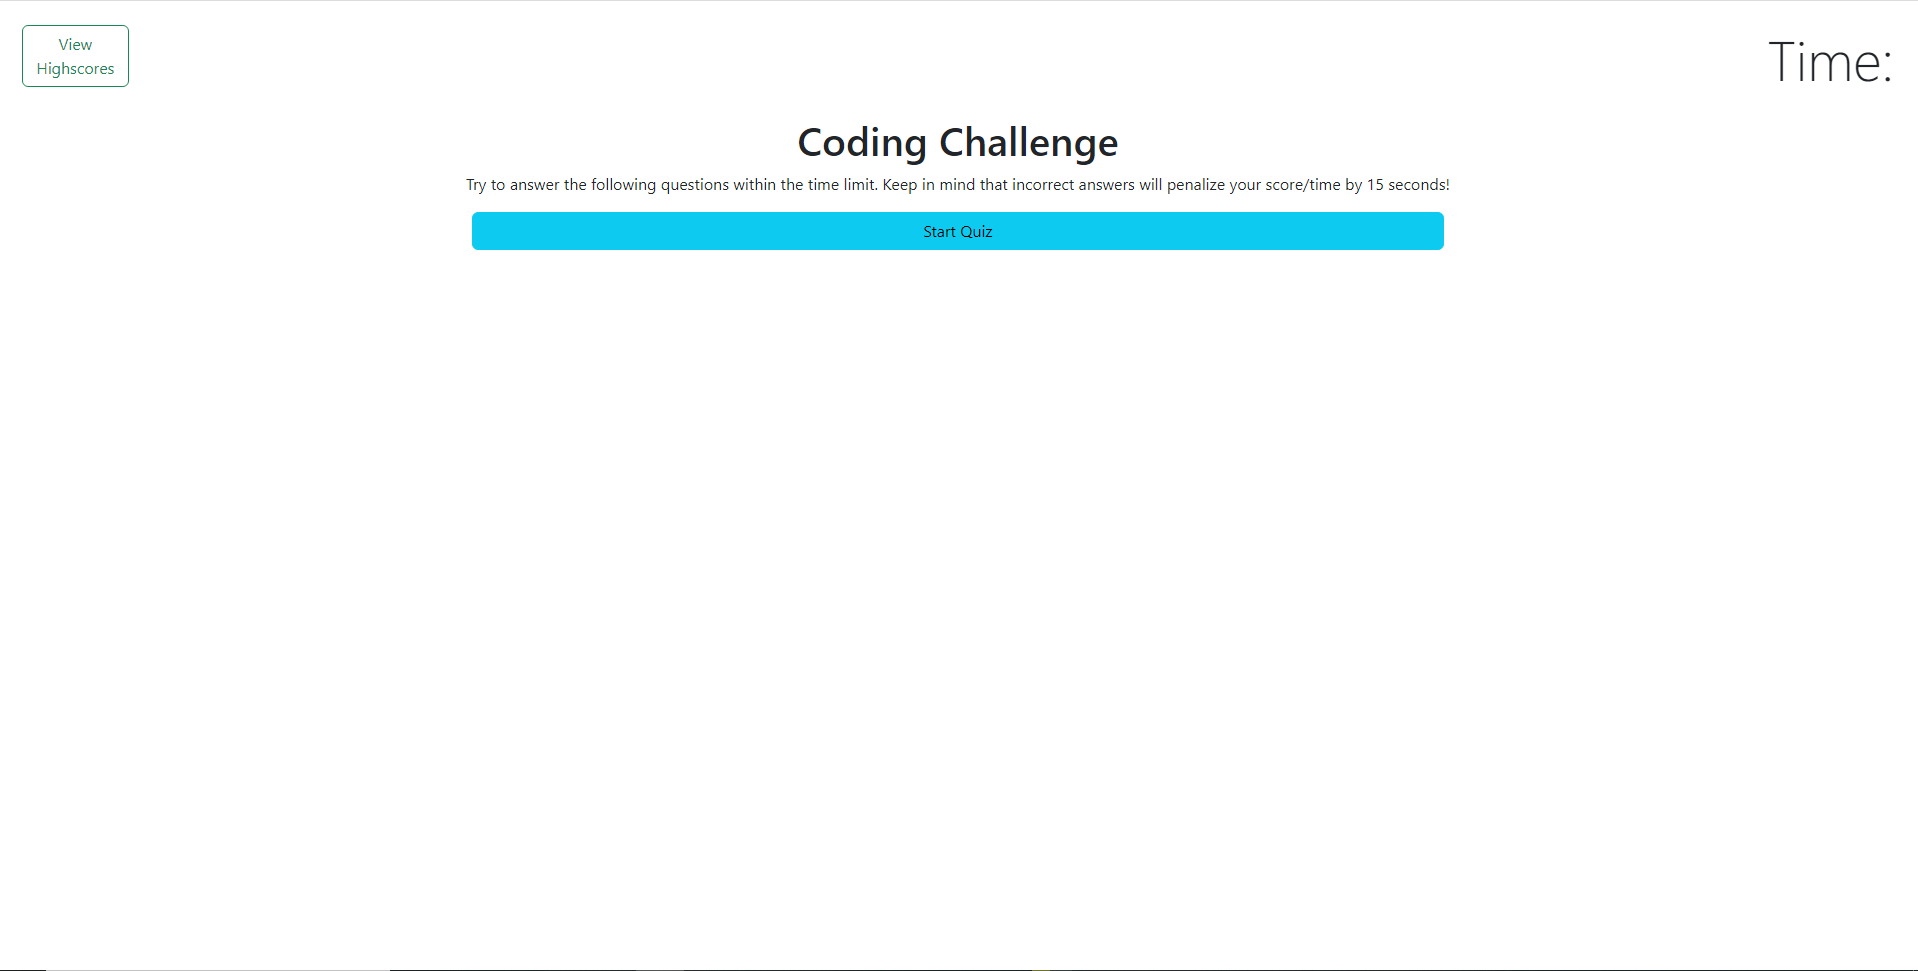 View
Highscores
Time:
Coding Challenge
Try to answer the following questions within the time limit. Keep in mind that incorrect answers will penalize your score/time by 15 seconds!
Start Quiz